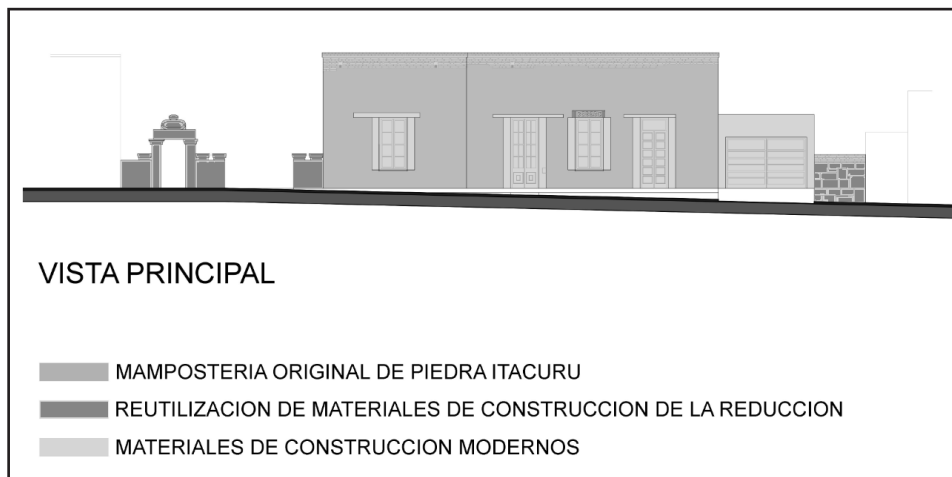 VISTA PRINCIPAL
MAMPOSTERIA ORIGINAL DE PIEDRA ITACURU
REUTILIZACION DE MATERIALES DE CONSTRUCCION DE LA REDUCCION
MATERIALES DE CONSTRUCCION MODERNOS